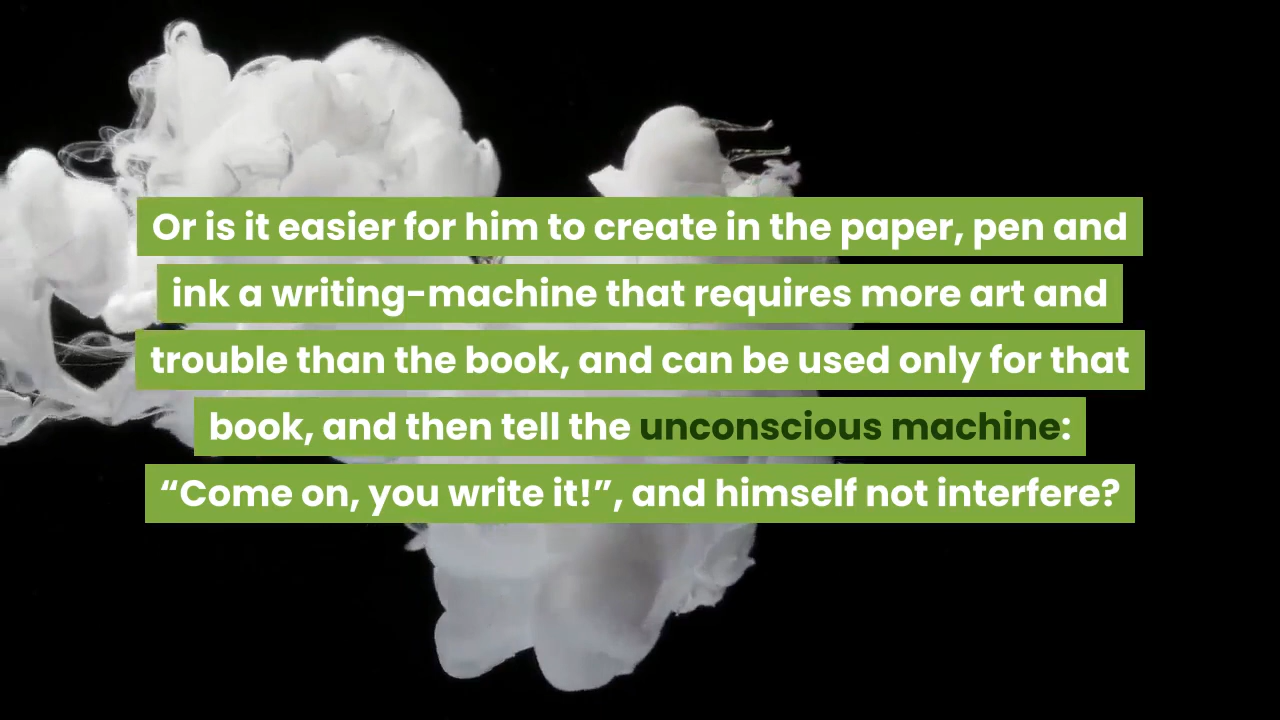 Or is it easier for him to create in the paper, pen and
ink a writing-machine that requires more art and
trouble than the book, and can be used only for that
book, and then tell the unconscious machine:
“Come on, you write it!”, and himself not interfere?